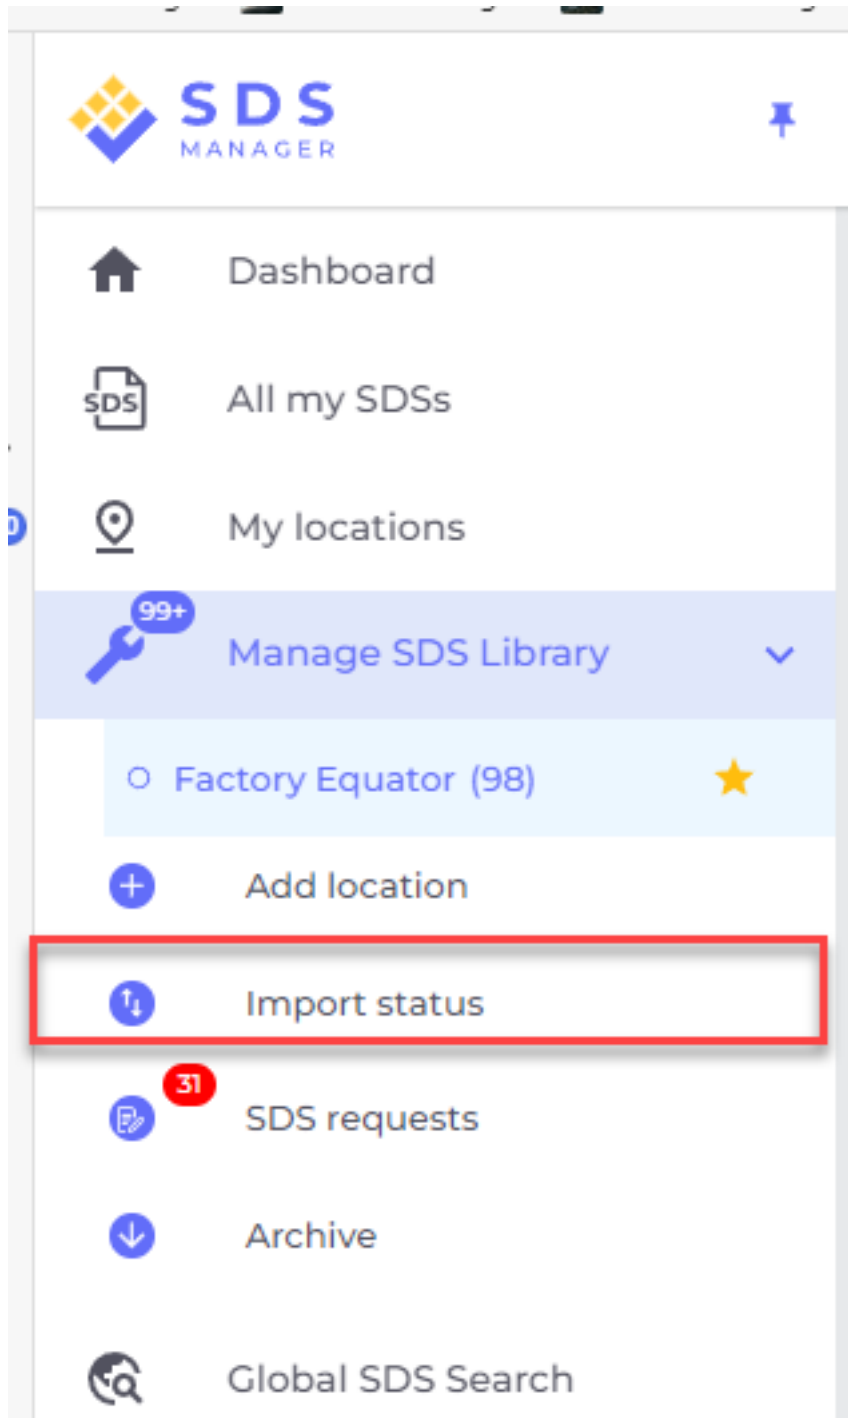 SDS
MANAGER
Dashboard
SDS
All my SDSs
My locations
99+
Manage SDS Library
Factory Equator (98)
Add location
Import status
31
SDS requests
Archive
Global SDS Search